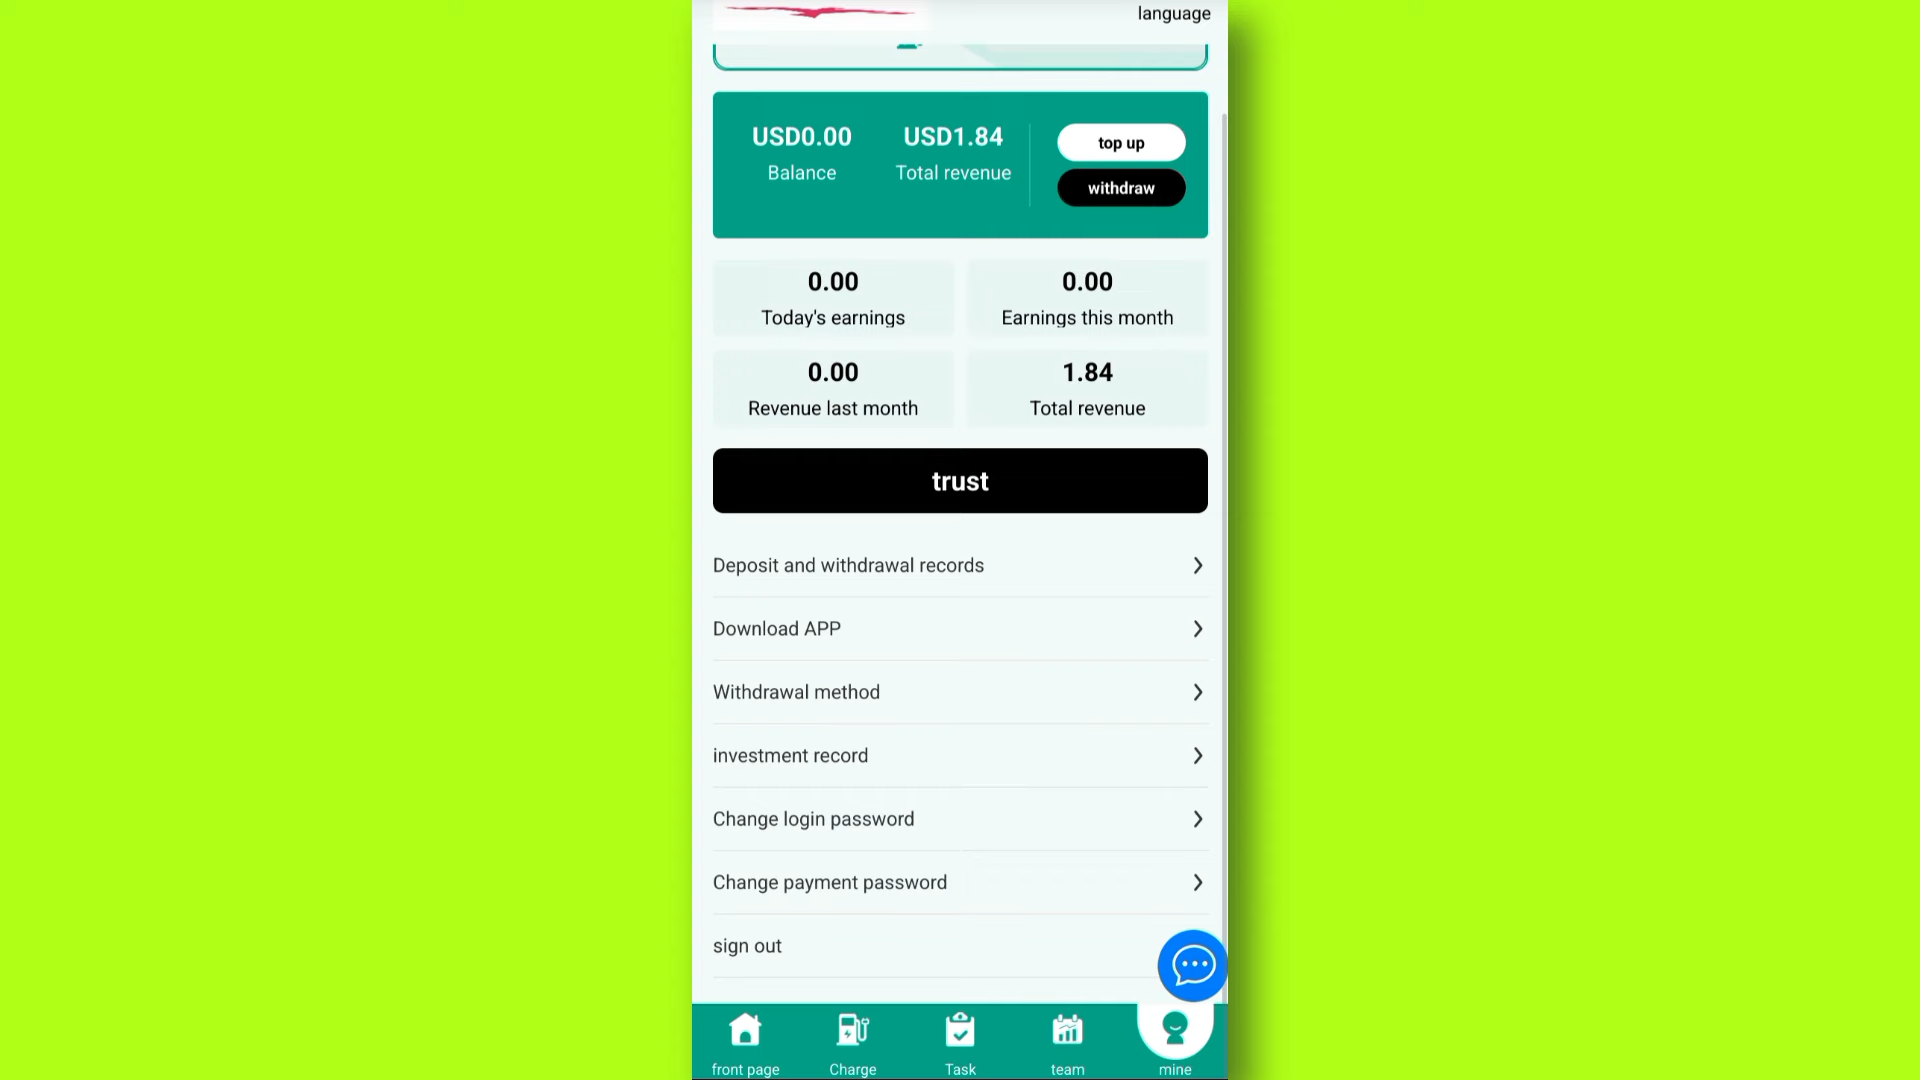 language
USD0.00
Balance
USD1.84
Total revenue
top up
withdraw
0.00
Today's earnings
0.00
Earnings this month
0.00
Revenue last month
1.84
Total revenue
trust
Deposit and withdrawal records
Download APP
Withdrawal method
investment record
Change login password
Change payment password
sign out
front page
Charge
Task
team
mine